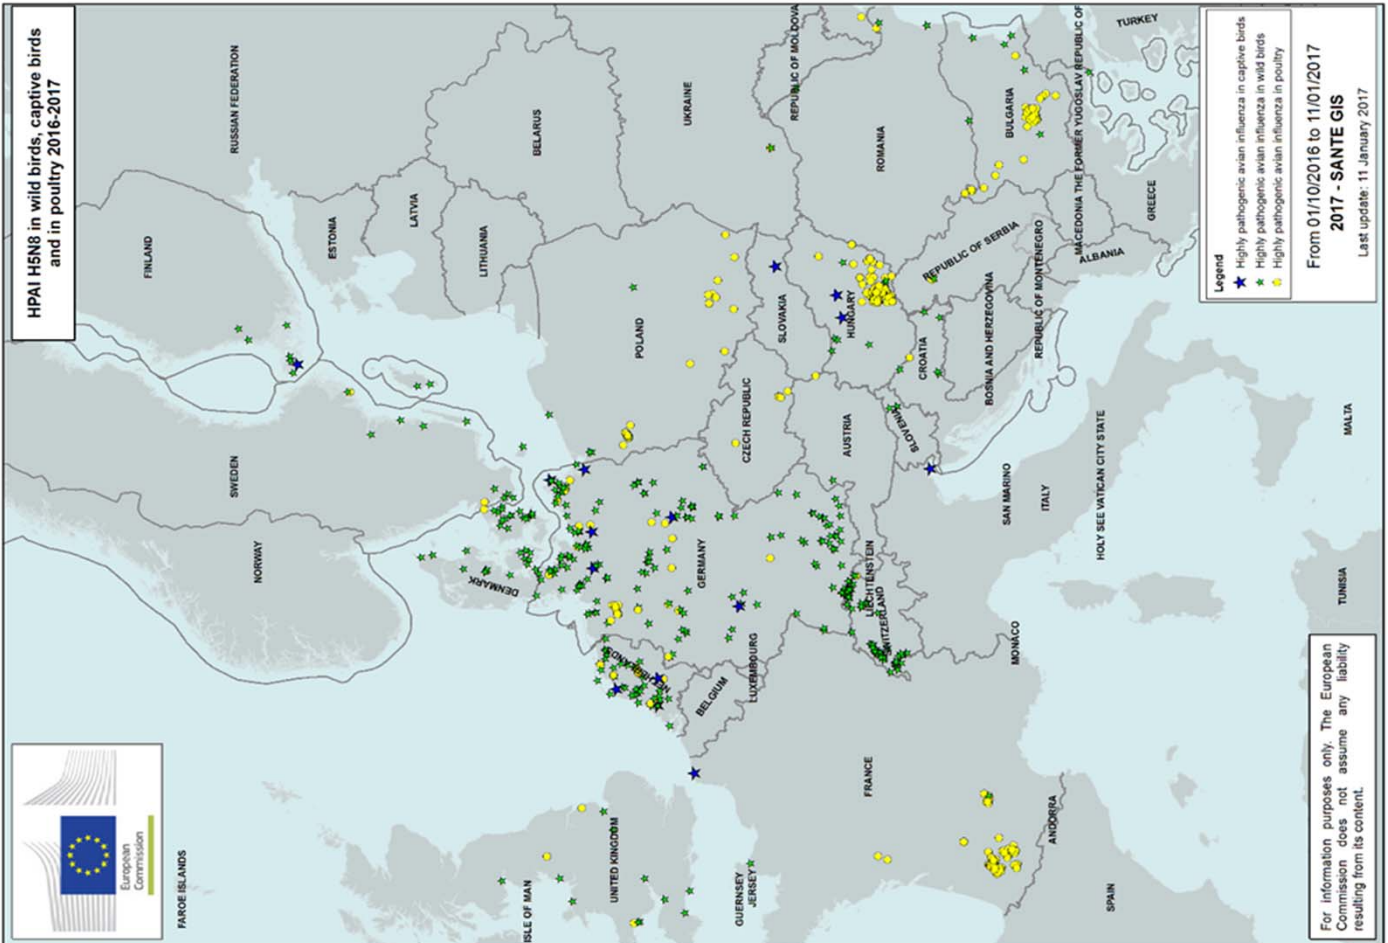 HPAI H5N8 in wild birds, captive birds
and in poultry 2016-2017
European
Commission
FAROE ISLANDS
NORWAY
SWEDEN
FINLAND
RUSSIAN FEDERATION
ESTONIA
LATVIA
LITHUANIA
BELARUS
DENMARK
ISLE OF MAN
UNITED KINGDOM
NETHERLANDS
GERMANY
POLAND
UKRAINE
BELGIUM
LUXEMBOURG
GUERNSEY
JERSEY
CZECH REPUBLIC
SLOVAKIA
REPUBLIC OF MOLDOVA
FRANCE
SWITZERLAND
LIECHTENSTEIN
AUSTRIA
HUNGARY
ROMANIA
SLOVENIA
CROATIA
REPUBLIC OF SERBIA
BOSNIA AND HERZEGOVINA
BULGARIA
MONACO
SAN MARINO
ITALY
REPUBLIC OF MONTENEGRO
ANDORRA
HOLY SEE VATICAN CITY STATE
ALBANIA
MACEDONIA THE FORMER YUGOSLAV REPUBLIC OF
SPAIN
GREECE
TURKEY
TUNISIA
MALTA
For information purposes only. The European
Commission does not assume any liability
resulting from its content.
Legend
Highly pathogenic avian influenza in captive birds
Highly pathogenic avian influenza in wild birds
Highly pathogenic avian influenza in poultry
From 01/10/2016 to 11/01/2017
2017 - SANTE GIS
Last update: 11 January 2017